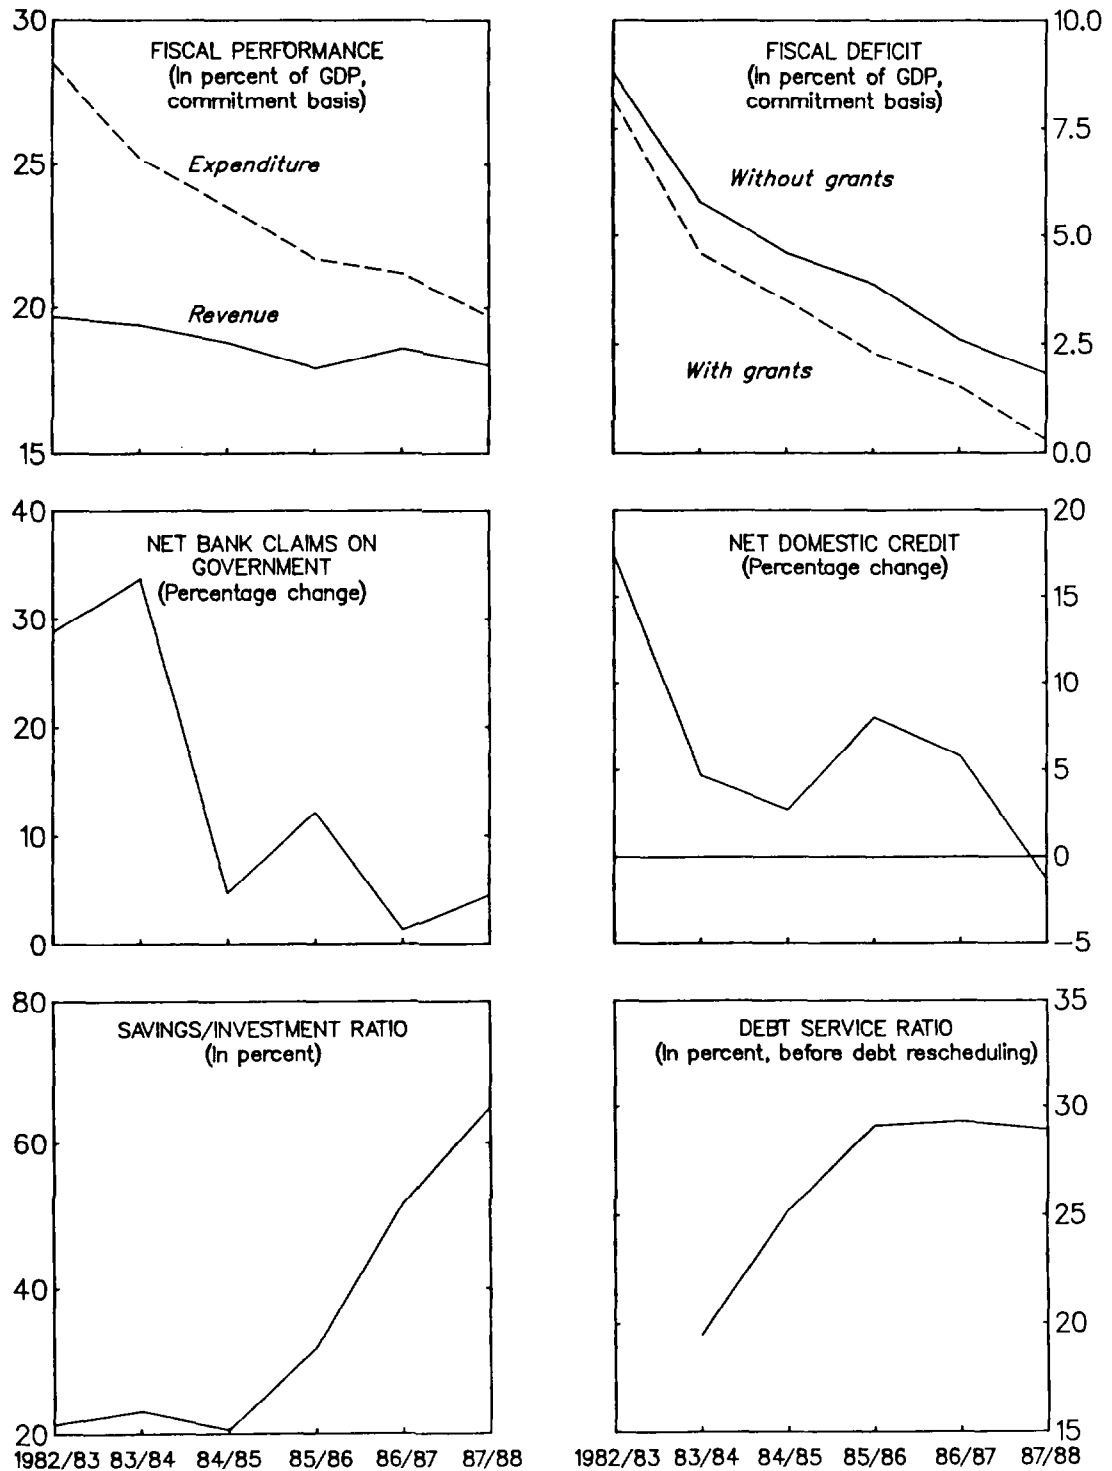 FISCAL PERFORMANCE
(In percent of GDP,
commitment basis)
30
25
20
15
Expenditure
Revenue
FISCAL DEFICIT
(In percent of GDP,
commitment basis)
10.0
7.5
5.0
2.5
0.0
Without grants
With grants
NET BANK CLAIMS ON
GOVERNMENT
(Percentage change)
40
30
20
10
0
NET DOMESTIC CREDIT
(Percentage change)
20
15
10
5
0
-5
SAVINGS/INVESTMENT RATIO
(In percent)
80
60
40
20
1982/83 83/84 84/85 85/86 86/87 87/88
DEBT SERVICE RATIO
(In percent, before debt rescheduling)
35
30
25
20
15
1982/83 83/84 84/85 85/86 86/87 87/88